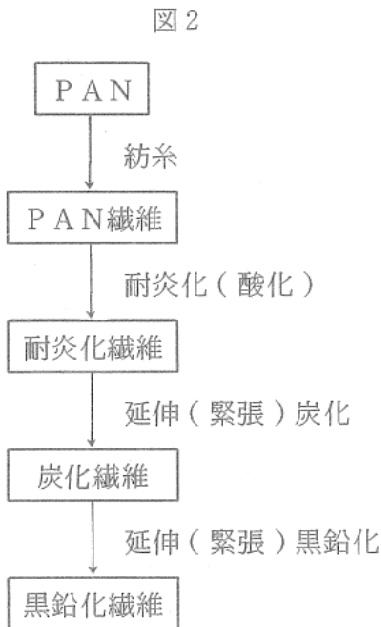 図2
PAN
紡糸
PAN繊維
耐炎化(酸化)
耐炎化繊維
延伸(緊張)炭化
炭化繊維
延伸(緊張)黒鉛化
黒鉛化繊維